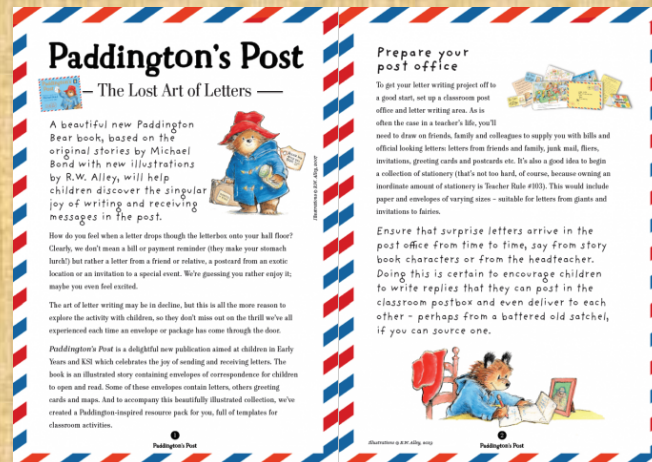 Paddington's Post
The Lost Art of Letters
A beautiful new Paddington
Bear book, based on the
original stories by Michael
Bond with new illustrations
by R.W. Alley, will help
children discover the singular
joy of writing and receiving
messages in the post.
How do you feel when a letter drops though the letterbox onto your hall floor?
Clearly, we don't mean a bill or payment reminder (they make your stomach
lurch!) but rather a letter from a friend or relative, a postcard from an exotic
location or an invitation to a special event. We're guessing you rather enjoy it;
maybe you even feel excited.
The art of letter writing may be in decline, but this is all the more reason to
explore the activity with children, so they don't miss out on the thrill we've all
experienced each time an envelope or package has come through the door.
Paddington's Post is a delightful new publication aimed at children in Early
Years and KS1 which celebrates the joy of sending and receiving letters. The
book is an illustrated story containing envelopes of correspondence for children
to open and read. Some of these envelopes contain letters, others greeting
cards and maps. And to accompany this beautifully illustrated collection, we've
created a Paddington-inspired resource pack for you, full of templates for
classroom activities.
1
Paddington's Post
Prepare your
post office
To get your letter writing project off to
a good start, set up a classroom post
office and letter writing area. As is
often the case in a teacher's life, you'll
need to draw on friends, family and colleagues to supply you with bills and
official looking letters: letters from friends and family, junk mail, fliers,
invitations, greeting cards and postcards etc. It's also a good idea to begin
a collection of stationery (that's not too hard, of course, because owning an
inordinate amount of stationery is Teacher Rule #103). This would include
paper and envelopes of varying sizes – suitable for letters from giants and
invitations to fairies.
Ensure that surprise letters arrive in the
post office from time to time, say from story
book characters or from the headteacher.
Doing this is certain to encourage children
to write replies that they can post in the
classroom postbox and even deliver to each
other – perhaps from a battered old satchel,
if you can source one.
Illustrations © R.W. Alley, 2023
2
Paddington's Post